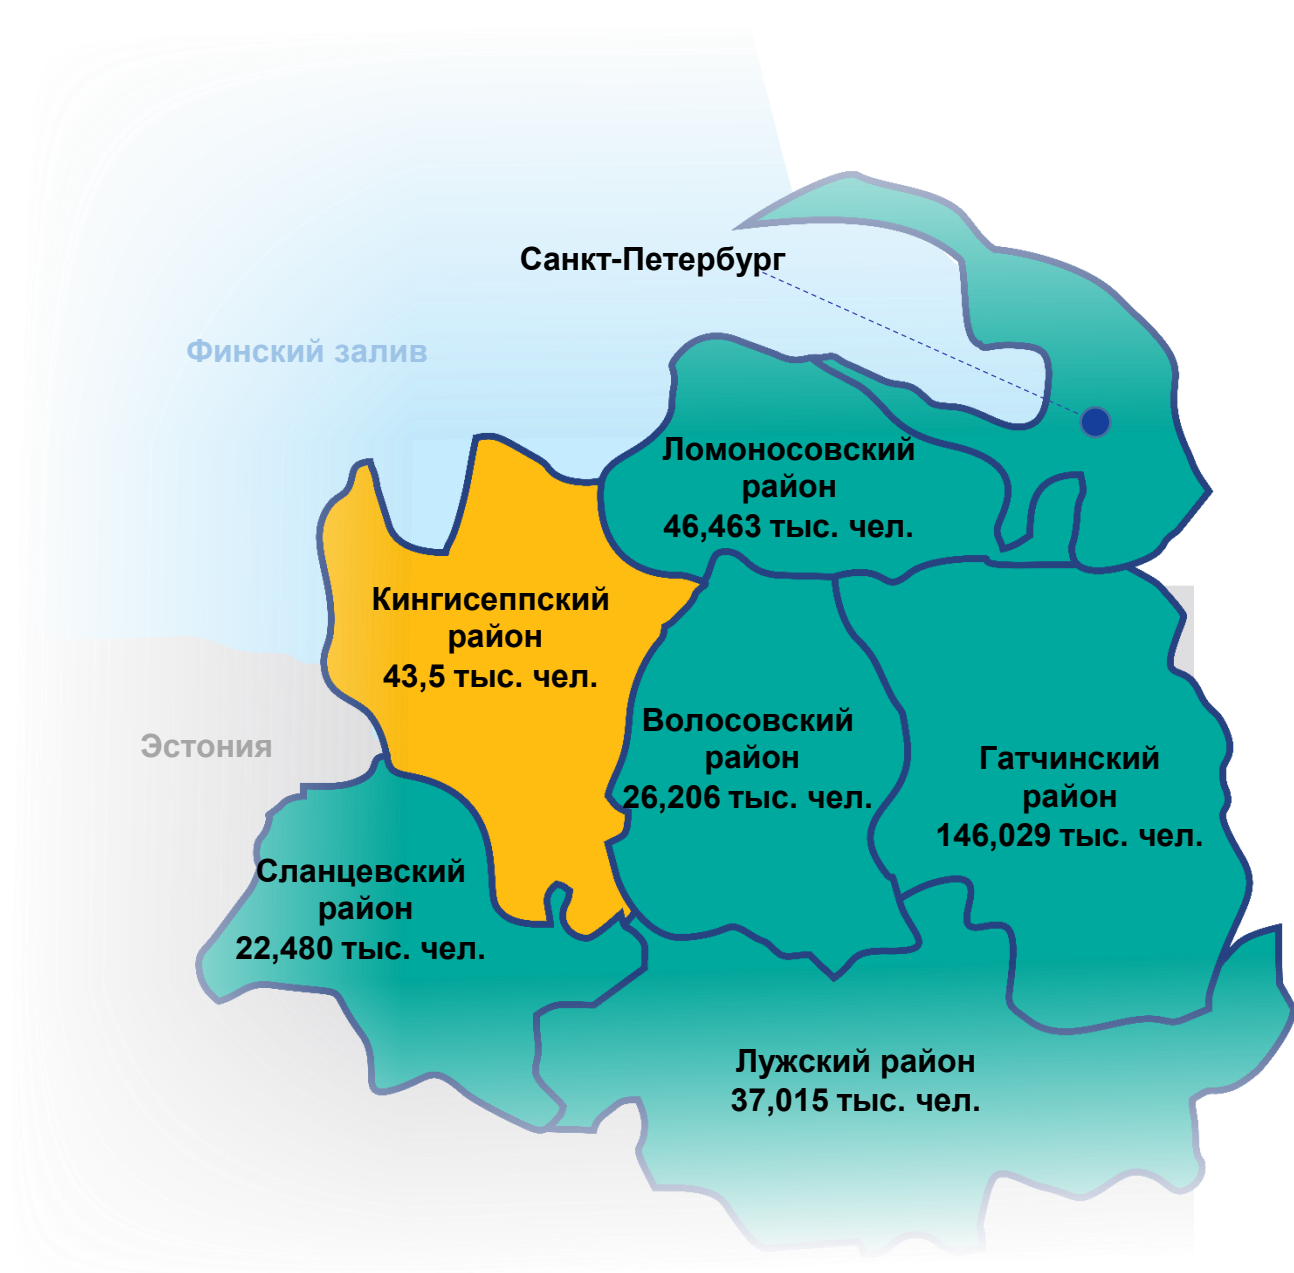 Санкт-Петербург
Финский залив
Ломоносовский
район
46,463 тыс. чел.
Кингисеппский
район
43,5 тыс. чел.
Волосовский
район
26,206 тыс. чел.
Эстония
Гатчинский
район
146,029 тыс. чел.
Сланцевский
район
22,480 тыс. чел.
Лужский район
37,015 тыс. чел.